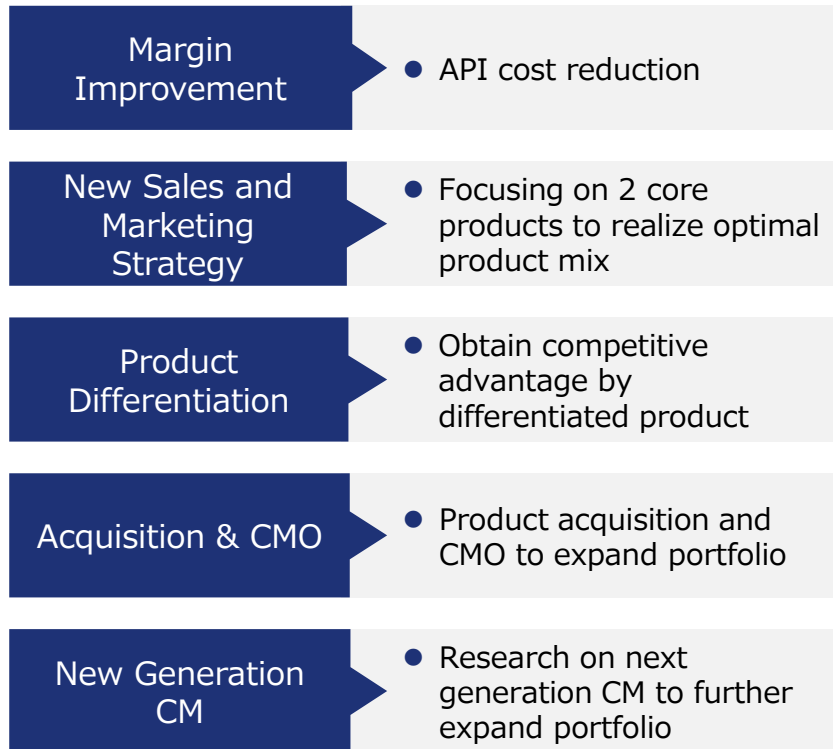 Margin
Improvement
● API cost reduction
New Sales and
Marketing
Strategy
● Focusing on 2 core
products to realize optimal
product mix
Product
Differentiation
● Obtain competitive
advantage by
differentiated product
Acquisition & CMO
● Product acquisition and
CMO to expand portfolio
New Generation
CM
● Research on next
generation CM to further
expand portfolio